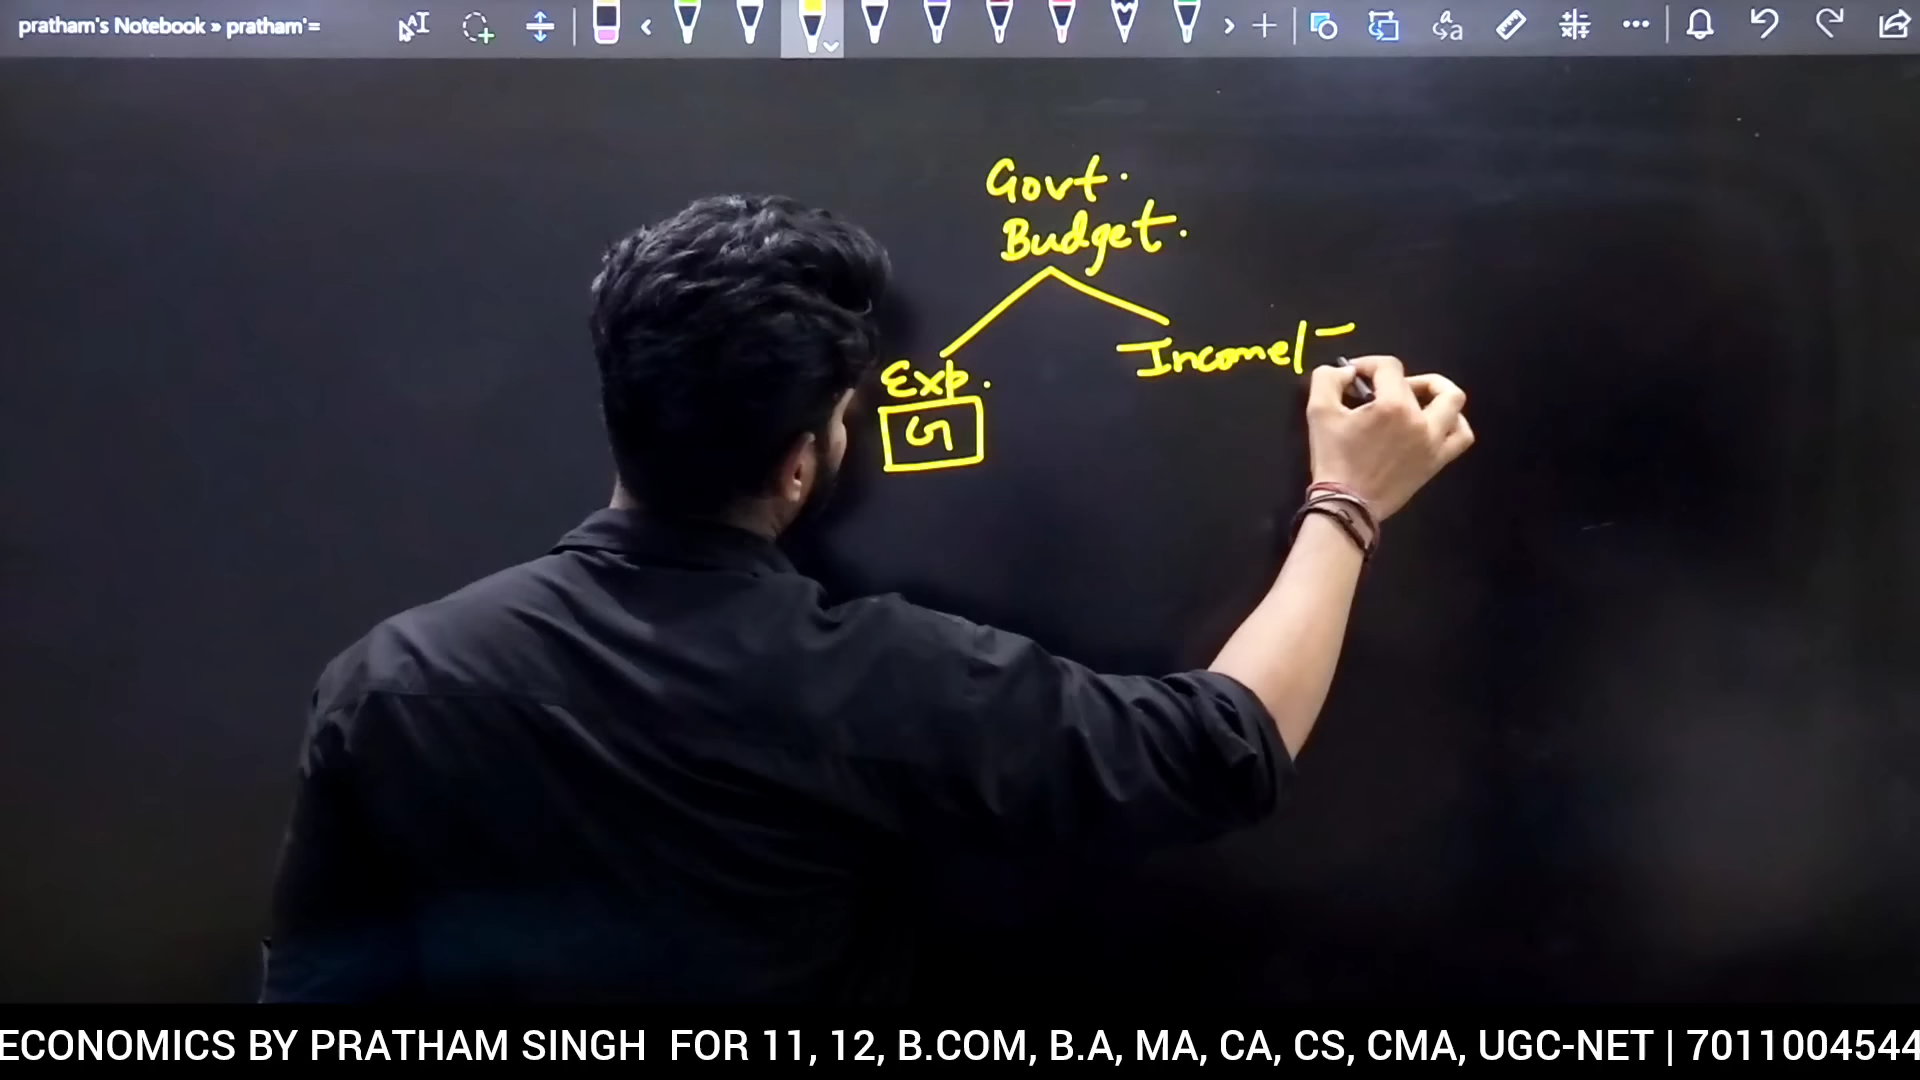 pratham's Notebook » pratham'=
Govt.
Budget.
Exp.
Income/
G
ECONOMICS BY PRATHAM SINGH FOR 11, 12, B.COM, B.A, MA, CA, CS, CMA, UGC-NET | 7011004544